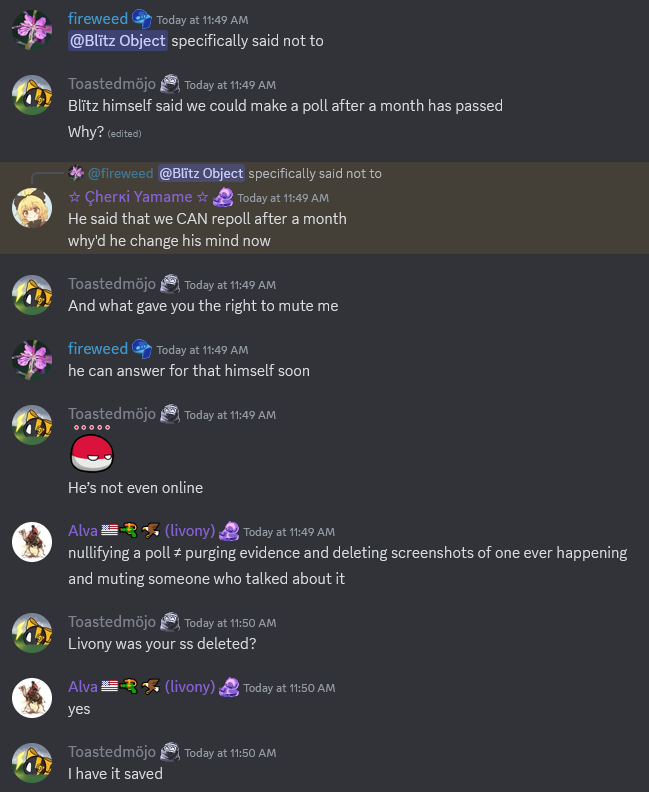 fireweed Today at 11:49 AM
@Blītz Object specifically said not to
Toastedmöjo Today at 11:49 AM
Blītz himself said we could make a poll after a month has passed
Why? (edited)
@fireweed @Blītz Object specifically said not to
☆ Çherкi Yamame ☆ Today at 11:49 AM
He said that we CAN repoll after a month
why'd he change his mind now
Toastedmöjo Today at 11:49 AM
And what gave you the right to mute me
fireweed Today at 11:49 AM
he can answer for that himself soon
Toastedmöjo Today at 11:49 AM
He's not even online
Alva (livony) Today at 11:49 AM
nullifying a poll ≠ purging evidence and deleting screenshots of one ever happening
and muting someone who talked about it
Toastedmöjo Today at 11:50 AM
Livony was your ss deleted?
Alva (livony) Today at 11:50 AM
yes
Toastedmöjo Today at 11:50 AM
I have it saved